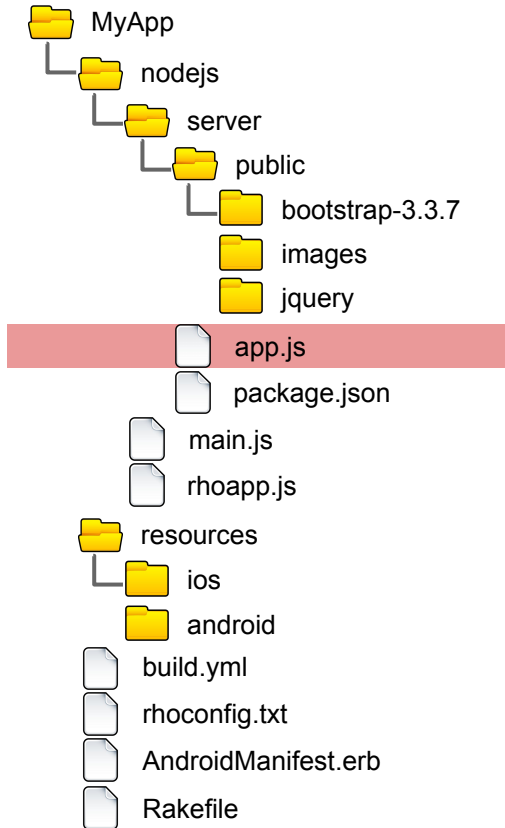 MyApp
nodejs
server
public
bootstrap-3.3.7
images
jquery
app.js
package.json
main.js
rhoapp.js
resources
ios
android
build.yml
rhoconfig.txt
AndroidManifest.erb
Rakefile